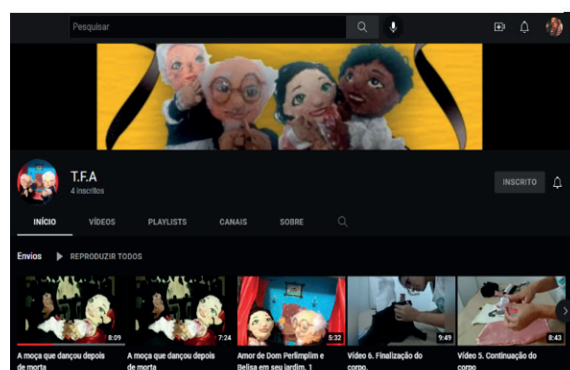 Pesquisar
T.F.A
4 inscritos
INSCRITO
INÍCIO VÍDEOS PLAYLISTS CANAIS SOBRE
Envios REPRODUZIR TODOS
8:09 7:24 5:32 9:49 8:43
A moça que dançou depois de morta
A moça que dançou depois de morta
Amor de Dom Perlimplim e Belisa em seu jardim. 1
Vídeo 6. Finalização do corpo.
Vídeo 5. Continuação do corpo.